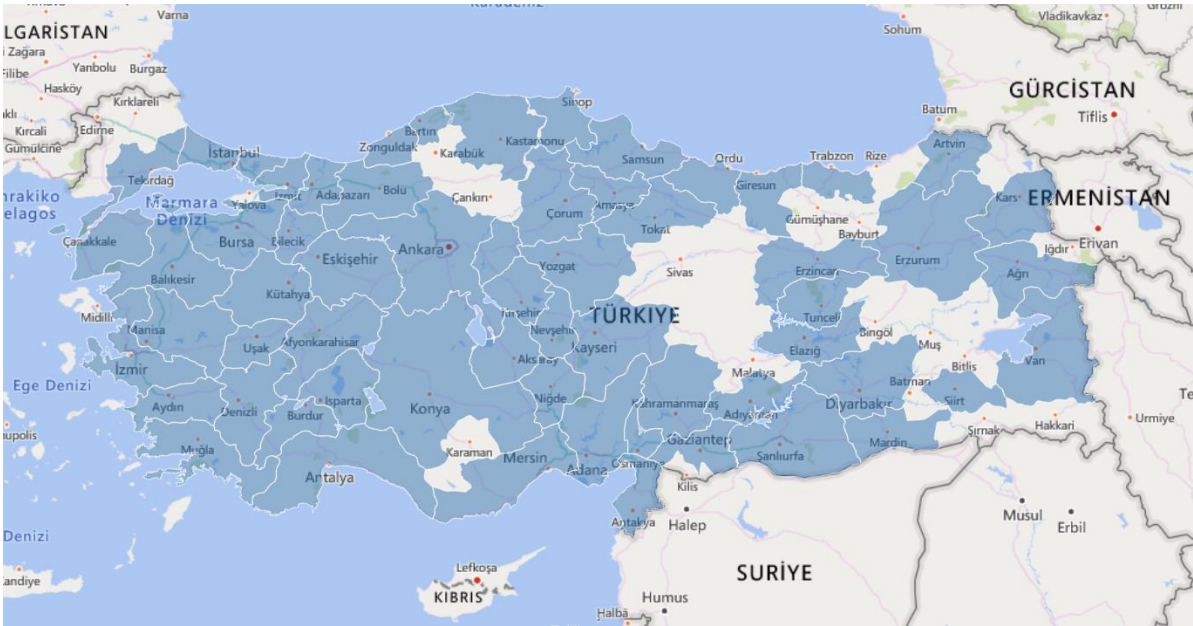 Karadeniz
Varna
LGARİSTAN
i Zagara
Yanbolu
Burgaz
Filibe
Hasköy
Kırklareli
Kırcali
Edirne
Gümülcine
Sohum
Vladikavkaz
Grozni
GÜRCİSTAN
Tiflis
Batum
Sinop
Bartın
Zonguldak
Karabük
Kastamonu
Samsun
Ordu
Giresun
Trabzon
Rize
Artvin
İstanbul
Tekirdağ
Marmara
Denizi
Yalova
İzmit
Adapazarı
Bolu
Çankırı
Çorum
Amasya
Tokat
Gümüşhane
Bayburt
Kars
ERMENİSTAN
Erivan
Iğdır
Çanakkale
Bursa
Bilecik
Eskişehir
Ankara
Yozgat
Sivas
Erzincan
Erzurum
Ağrı
Balıkesir
Kütahya
Kırşehir
TÜRKIYE
Tunceli
Bingöl
Muş
Midilli
Manisa
Uşak
Afyonkarahisar
Nevşehir
Kayseri
Aksaray
Elazığ
Malatya
Bitlis
Van
İzmir
Ege Denizi
Aydın
Denizli
Burdur
Isparta
Konya
Niğde
Kahramanmaraş
Adıyaman
Diyarbakır
Batman
Siirt
Şırnak
Hakkari
Urmiye
Muğla
Antalya
Karaman
Mersin
Adana
Osmaniye
Gaziantep
Şanlıurfa
Mardin
Kilis
Antakya
Halep
Musul
Erbil
Denizi
Lefkoşa
KIBRIS
SURİYE
Humus